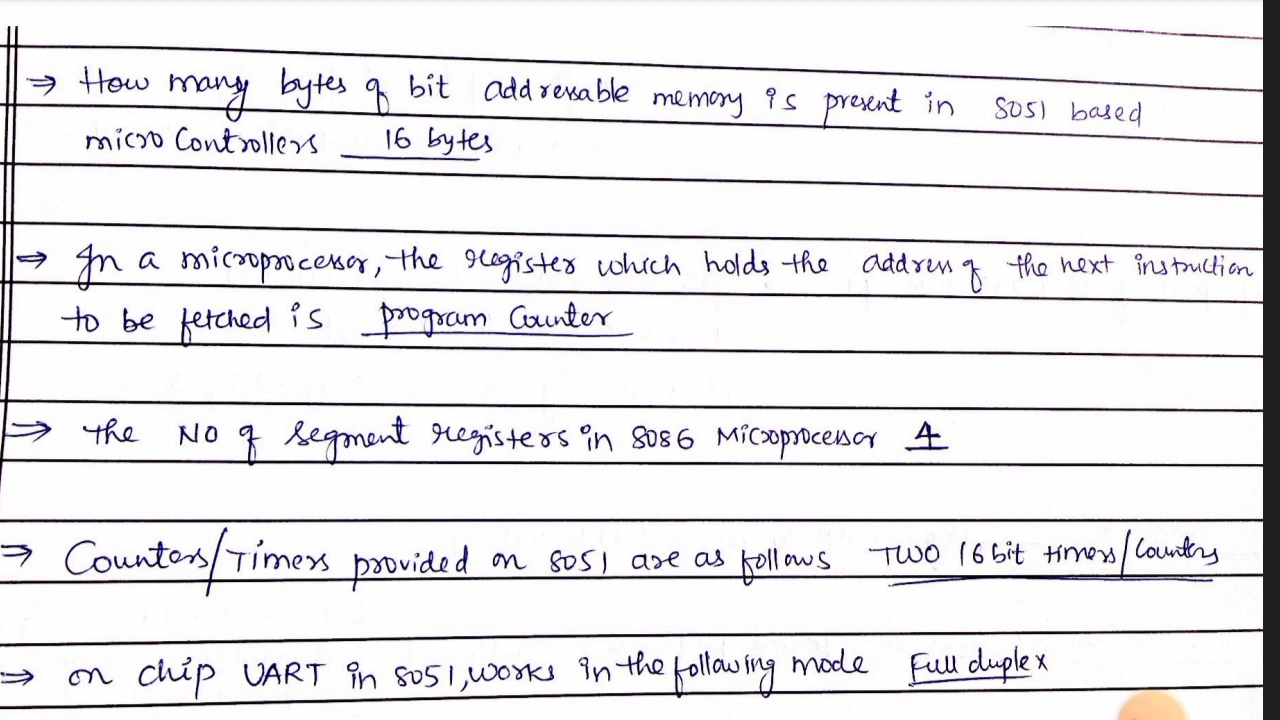 ⇒ How many bytes of bit addressable memory is present in 8051 based
micro Controllers 16 bytes
⇒ In a microprocessor, the register which holds the address of the next instruction
to be fetched is program Counter
⇒ the NO of segment registers in 8086 Microprocessor 4
⇒ Counters/Timers provided on 8051 are as follows TWO 16 bit timers/Counters
⇒ on chip UART in 8051, works in the following mode Full duplex